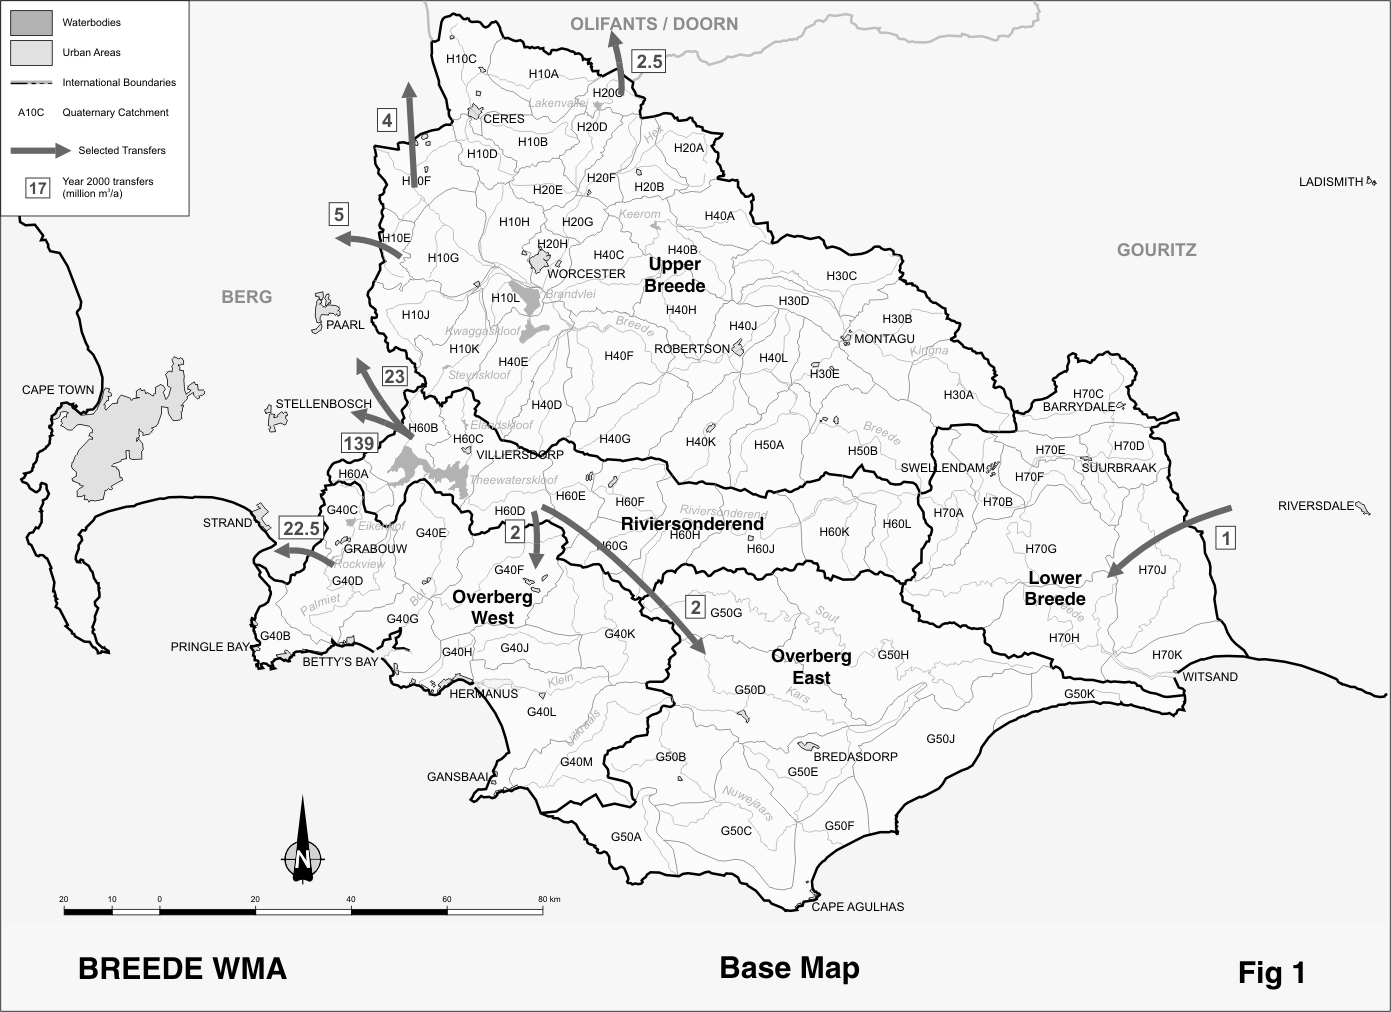 Waterbodies
Urban Areas
International Boundaries
A10C Quaternary Catchment
Selected Transfers
17 Year 2000 transfers
(million m³/a)
OLIFANTS / DOORN
2.5
H10C
H10A
H20C
Lakenvallei
4
CERES
H20D
Hex
H10B
H20A
H10D
LADISMITH
H10F
H20F
H20E
H20B
5
Keerom
H40A
H10H
H20G
H10E
H20H
H40B
GOURITZ
H10G
H40C
Upper
Breede
WORCESTER
H30C
BERG
H10L
Brandvlei
H30D
H40H
H10J
H30B
PAARL
Breede
H40J
Kwaggaskloof
MONTAGU
H10K
ROBERTSON
Kingna
H40E
H40F
H40L
Steynskloof
H30E
23
CAPE TOWN
H30A
H70C
STELLENBOSCH
H40D
BARRYDALE
H60B
Elandskloof
Breede
139
H60C
H40G
H40K
H50A
H50B
H70E
H70D
VILLIERSDORP
SWELLENDAM
SUURBRAAK
H60A
Theewaterskloof
H70F
H60E
H60F
H70B
RIVERSDALE
G40C
H60D
Riviersonderend
H70A
STRAND
22.5
Eikenhof
Riviersonderend
H60L
G40E
2
H60H
H60K
1
GRABOUW
H60G
H60J
H70G
Rockview
G40F
H70J
G40D
Lower
Breede
Overberg
West
Palmiet
Bot
2
G50G
Sout
Breede
G40G
G40B
G40K
H70H
PRINGLE BAY
G40H
G40J
Overberg
East
G50H
H70K
BETTY'S BAY
WITSAND
Klein
G50D
Kars
G50K
HERMANUS
G40L
Uilkraals
G50J
G50B
BREDASDORP
G40M
G50E
GANSBAAI
Nuwejaars
G50F
G50A
G50C
N
20 10 0 20 40 60 80 km
CAPE AGULHAS
BREEDE WMA
Base Map
Fig 1